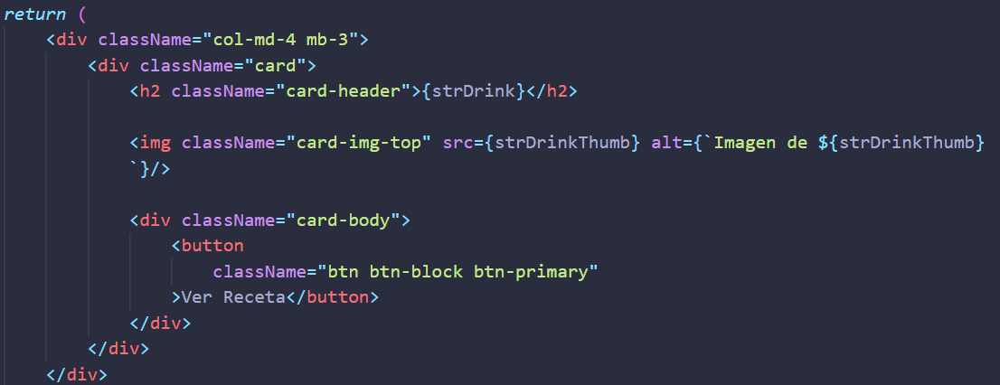 return (
<div className="col-md-4 mb-3">
<div className="card">
<h2 className="card-header">{strDrink}</h2>
<img className="card-img-top" src={strDrinkThumb} alt={`Imagen de ${strDrinkThumb}
`}/>
<div className="card-body">
<button
className="btn btn-block btn-primary"
>Ver Receta</button>
</div>
</div>
</div>